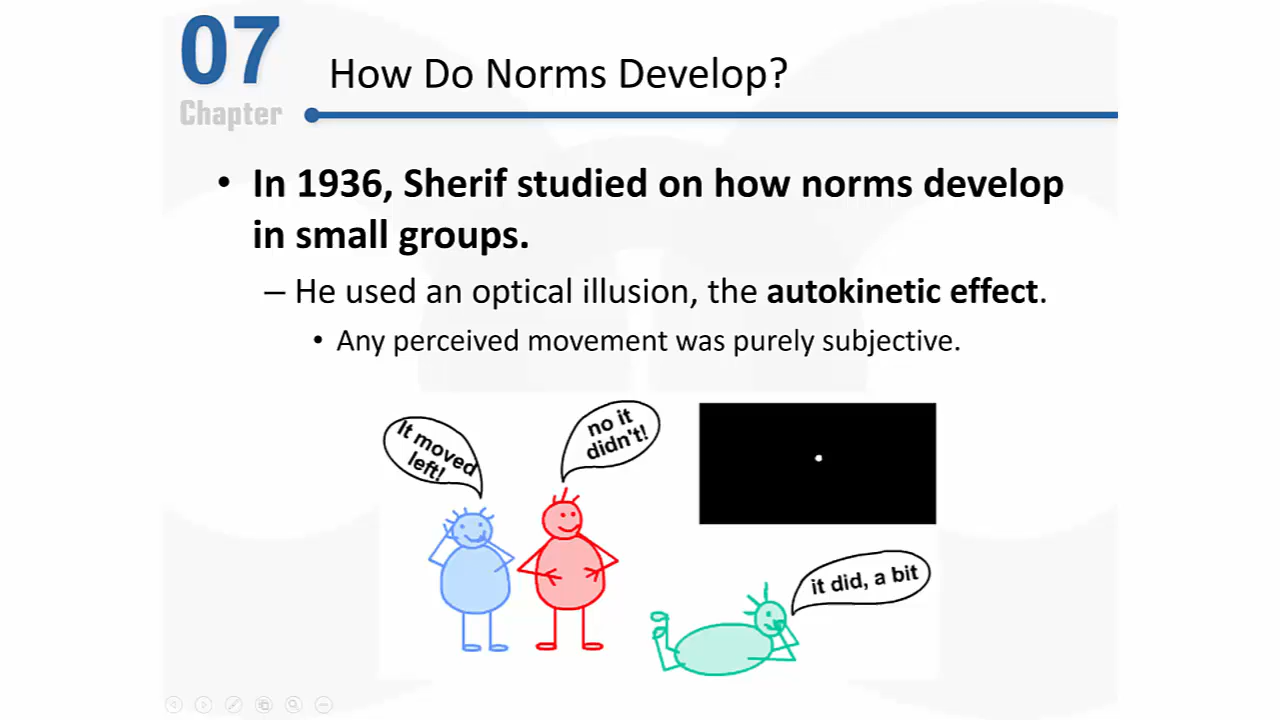 07
Chapter
How Do Norms Develop?
• In 1936, Sherif studied on how norms develop
in small groups.
– He used an optical illusion, the autokinetic effect.
• Any perceived movement was purely subjective.
It moved
left!
no it
didn't!
it did, a bit